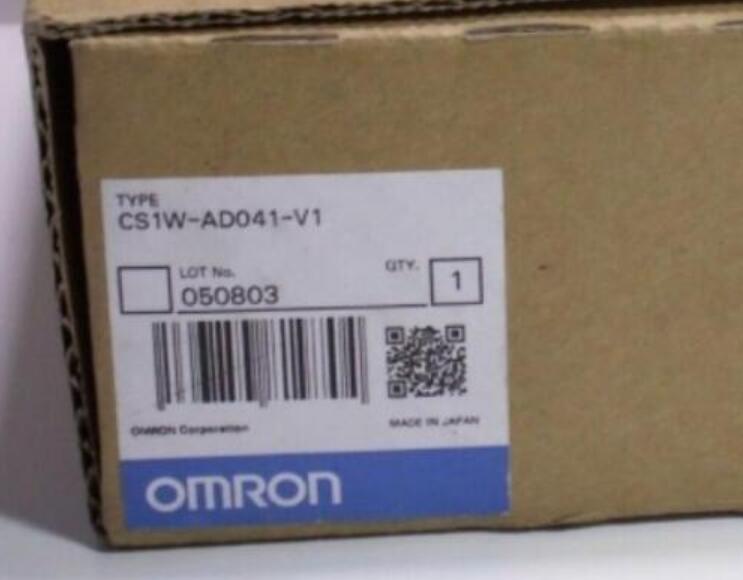 TYPE
CS1W-AD041-V1
LOT No.
QTY.
050803
1
OMRON Corporation
MADE IN JAPAN
OMRON